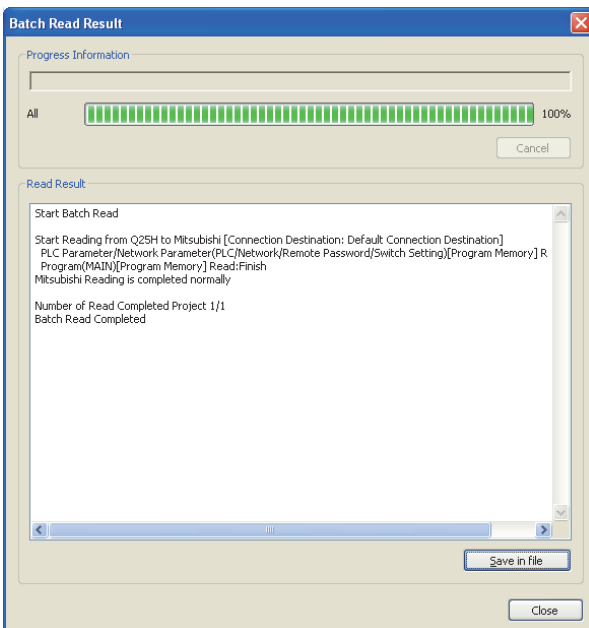 Batch Read Result
Progress Information
All
100%
Cancel
Read Result
Start Batch Read
Start Reading from Q25H to Mitsubishi [Connection Destination: Default Connection Destination]
PLC Parameter/Network Parameter(PLC/Network/Remote Password/Switch Setting)[Program Memory] R
Program(MAIN)[Program Memory] Read:Finish
Mitsubishi Reading is completed normally
Number of Read Completed Project 1/1
Batch Read Completed
Save in file
Close